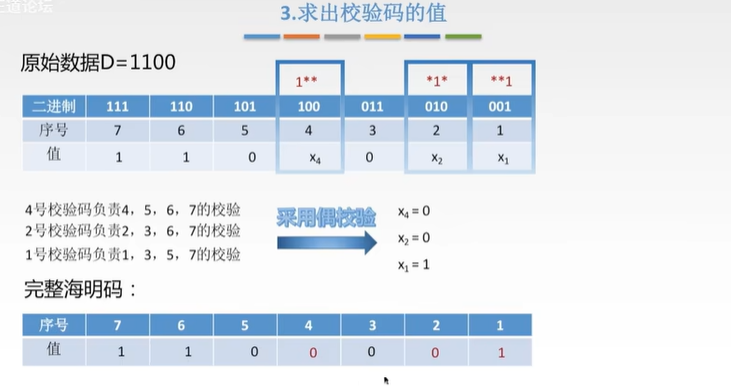 王道论坛
3.求出校验码的值
原始数据D=1100
1** *1* **1
二进制 111 110 101 100 011 010 001
序号 7 6 5 4 3 2 1
值 1 1 0 x₄ 0 x₂ x₁
4号校验码负责4，5，6，7的校验
2号校验码负责2，3，6，7的校验
1号校验码负责1，3，5，7的校验
采用偶校验
x₄ = 0
x₂ = 0
x₁ = 1
完整海明码：
序号 7 6 5 4 3 2 1
值 1 1 0 0 0 0 1